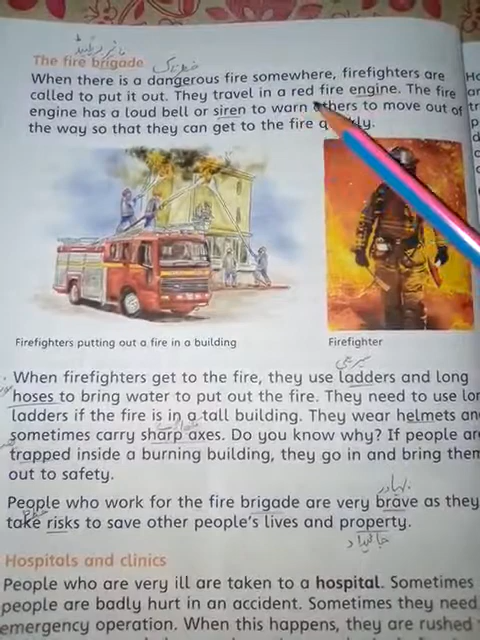 فائر بریگیڈ
The fire brigade
خطرناک
When there is a dangerous fire somewhere, firefighters are
called to put it out. They travel in a red fire engine. The fire
engine has a loud bell or siren to warn others to move out of
the way so that they can get to the fire
Firefighters putting out a fire in a building
Firefighter
سیڑھی
When firefighters get to the fire, they use ladders and long
hoses to bring water to put out the fire. They need to use
ladders if the fire is in a tall building. They wear helmets
sometimes carry sharp axes. Do you know why? If people
trapped inside a burning building, they go in and bring
out to safety.
بہادر
People who work for the fire brigade are very brave as they
take risks to save other people's lives and property.
جائیداد
Hospitals and clinics
People who are very ill are taken to a hospital. Sometimes
people are badly hurt in an accident. Sometimes they need
emergency operation. When this happens, they are rushed